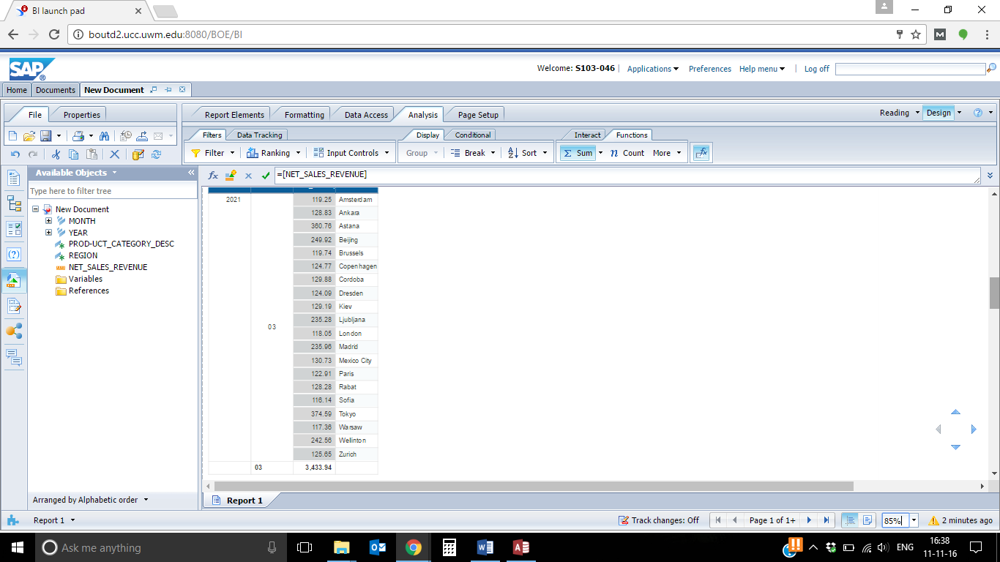 BI launch pad
boutd2.ucc.uwm.edu:8080/BOE/BI
SAP
Welcome: S103-046 | Applications Preferences Help menu | Log off
Home Documents New Document
File Properties Report Elements Formatting Data Access Analysis Page Setup Reading Design
Filters Data Tracking Display Conditional Interact Functions
Filter Ranking Input Controls Group Break Sort Σ Sum n Count More fx
Available Objects «
fx =[NET_SALES_REVENUE]
Type here to filter tree
New Document
MONTH
YEAR
PROD-UCT_CATEGORY_DESC
REGION
NET_SALES_REVENUE
Variables
References
Arranged by Alphabetic order
2021 119.25 Amsterdam
128.83 Ankara
360.76 Astana
249.92 Beijing
119.74 Brussels
124.77 Copenhagen
129.88 Cordoba
124.09 Dresden
129.19 Kiev
235.28 Ljubljana
03
118.05 London
235.96 Madrid
130.73 Mexico City
122.91 Paris
128.28 Rabat
116.14 Sofia
374.59 Tokyo
117.36 Warsaw
242.56 Wellinton
125.65 Zurich
03 3,433.94
Report 1
Report 1 Track changes: Off Page 1 of 1+ 85% 2 minutes ago
Ask me anything ENG 16:38
11-11-16